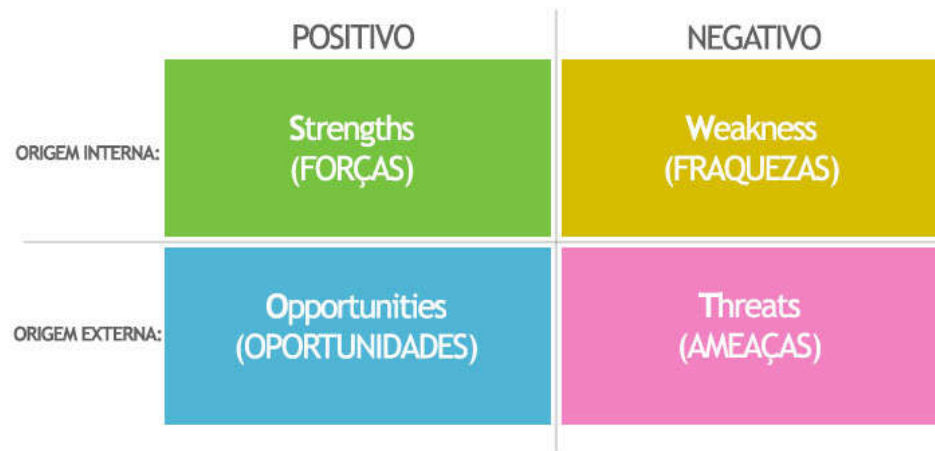 POSITIVO
NEGATIVO
ORIGEM INTERNA:
Strengths
(FORÇAS)
Weakness
(FRAQUEZAS)
ORIGEM EXTERNA:
Opportunities
(OPORTUNIDADES)
Threats
(AMEAÇAS)